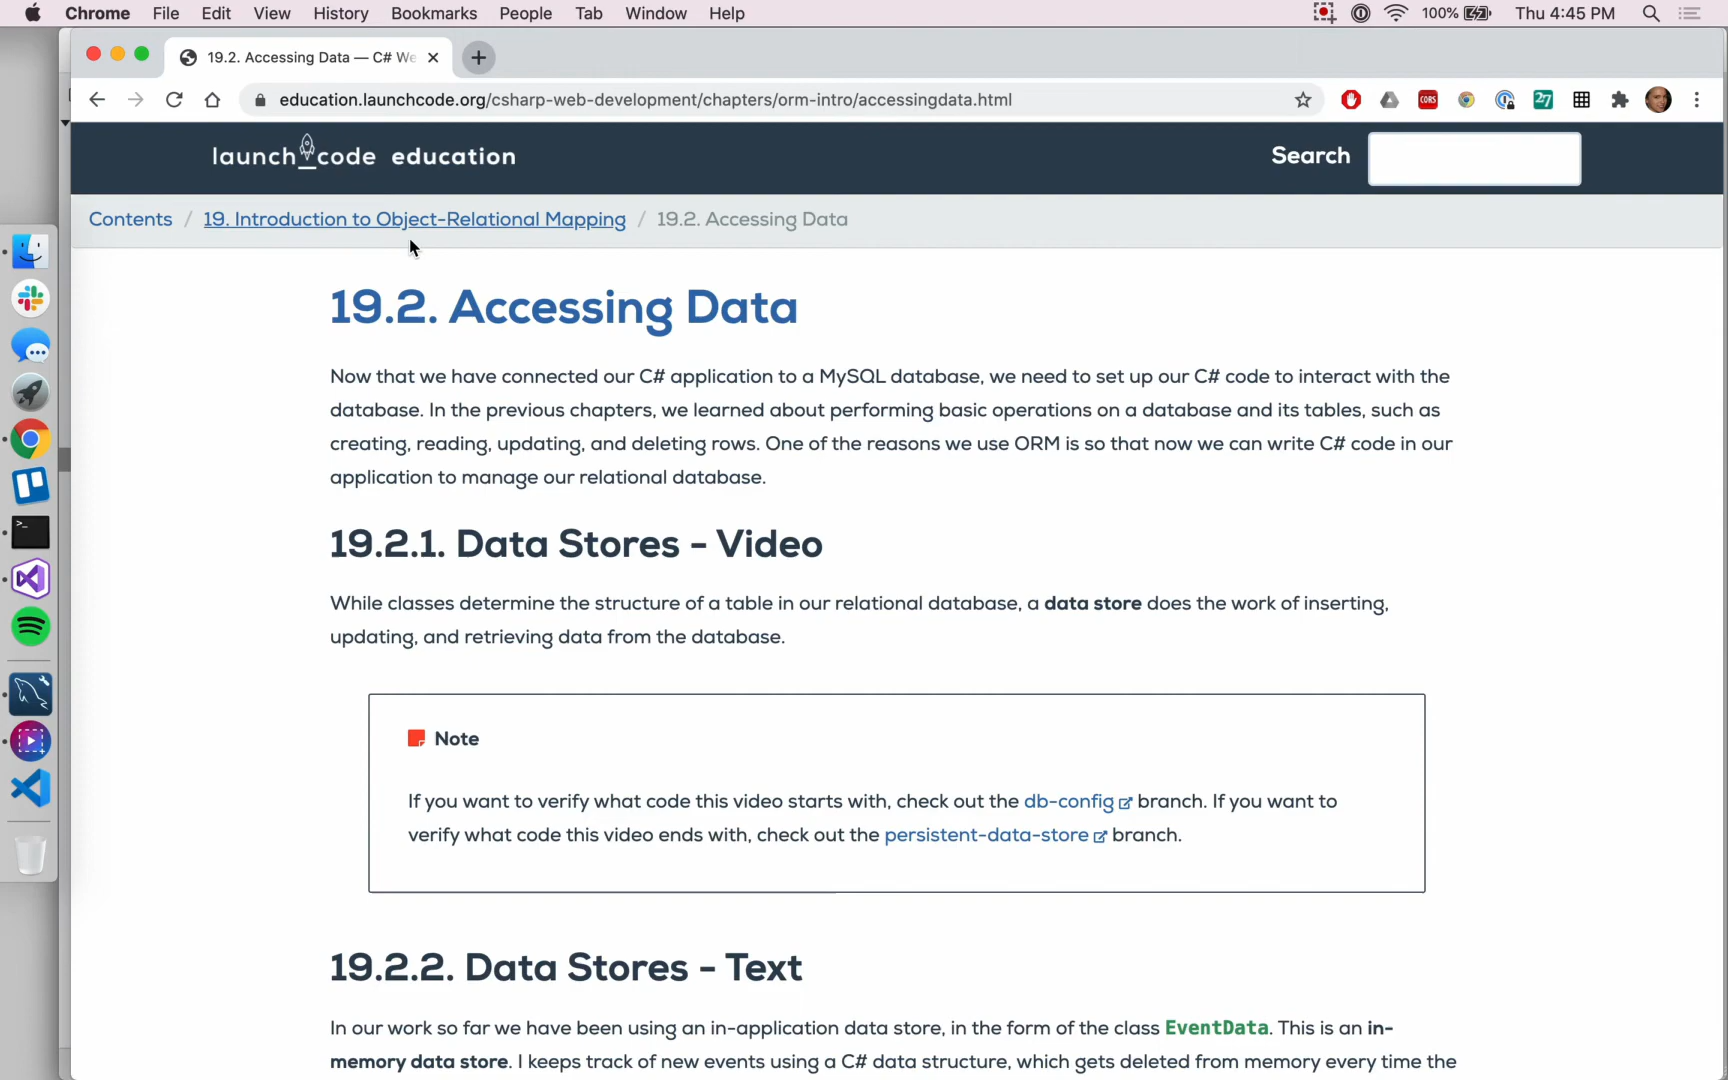 Chrome File Edit View History Bookmarks People Tab Window Help 100% Thu 4:45 PM
19.2. Accessing Data — C# We
education.launchcode.org/csharp-web-development/chapters/orm-intro/accessingdata.html CORS 27
launch_code education Search
Contents / 19. Introduction to Object-Relational Mapping / 19.2. Accessing Data
19.2. Accessing Data
Now that we have connected our C# application to a MySQL database, we need to set up our C# code to interact with the
database. In the previous chapters, we learned about performing basic operations on a database and its tables, such as
creating, reading, updating, and deleting rows. One of the reasons we use ORM is so that now we can write C# code in our
application to manage our relational database.
19.2.1. Data Stores - Video
While classes determine the structure of a table in our relational database, a data store does the work of inserting,
updating, and retrieving data from the database.
Note
If you want to verify what code this video starts with, check out the db-config branch. If you want to
verify what code this video ends with, check out the persistent-data-store branch.
19.2.2. Data Stores - Text
In our work so far we have been using an in-application data store, in the form of the class EventData. This is an in-
memory data store. I keeps track of new events using a C# data structure, which gets deleted from memory every time the